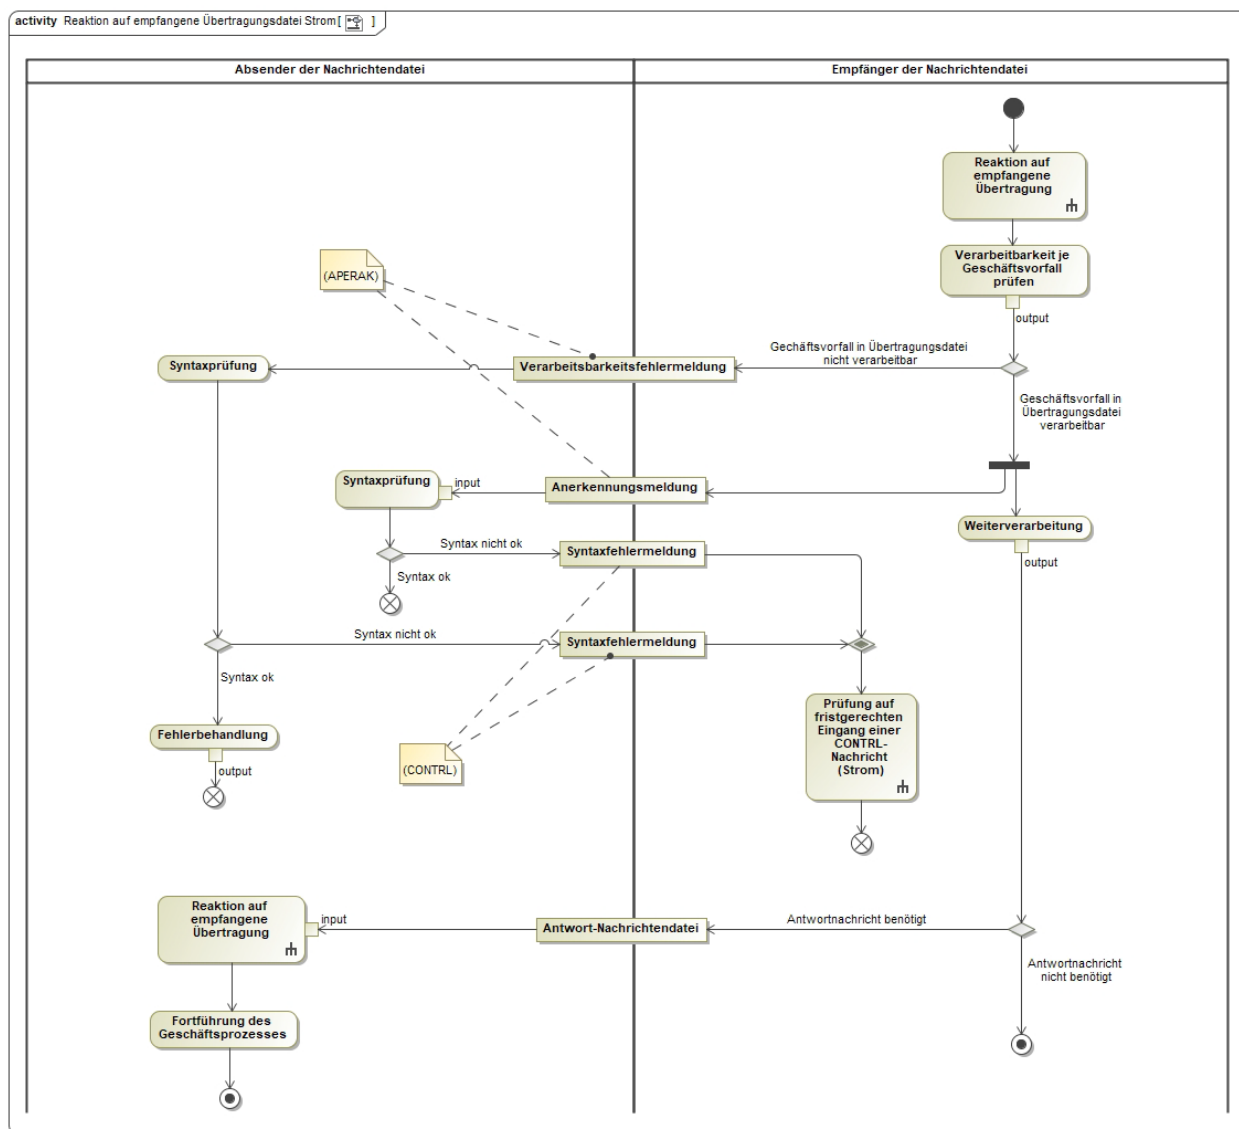 activity Reaktion auf empfangene Übertragungsdatei Strom [ ]
Absender der Nachrichtendatei
Empfänger der Nachrichtendatei
Reaktion auf
empfangene
Übertragung
Verarbeitbarkeit je
Geschäftsvorfall
prüfen
output
(APERAK)
Gechäftsvorfall in Übertragungsdatei
nicht verarbeitbar
Syntaxprüfung
Verarbeitsbarkeitsfehlermeldung
Geschäftsvorfall in
Übertragungsdatei
verarbeitbar
Syntaxprüfung
input
Anerkennungsmeldung
Weiterverarbeitung
output
Syntax nicht ok
Syntaxfehlermeldung
Syntax ok
Syntax nicht ok
Syntaxfehlermeldung
Syntax ok
Prüfung auf
fristgerechten
Eingang einer
CONTRL-
Nachricht
(Strom)
Fehlerbehandlung
output
(CONTRL)
Reaktion auf
empfangene
Übertragung
input
Antwort-Nachrichtendatei
Antwortnachricht benötigt
Antwortnachricht
nicht benötigt
Fortführung des
Geschäftsprozesses